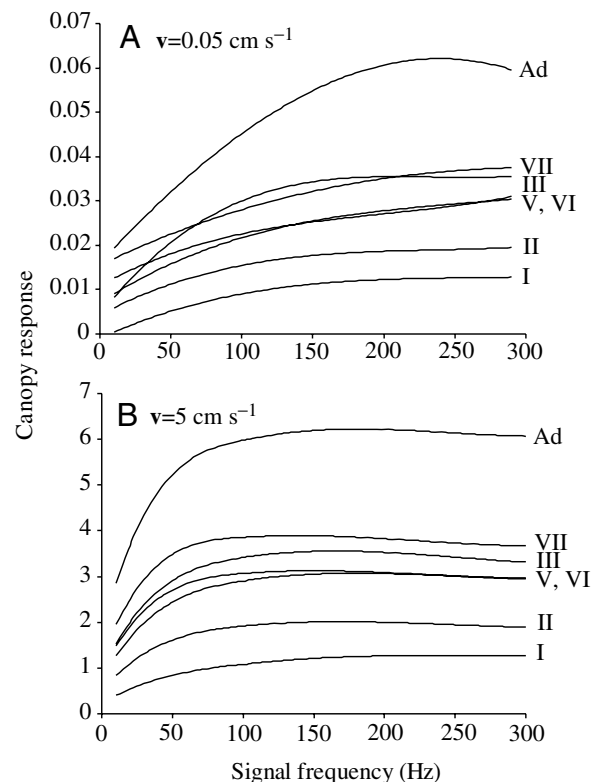 A v=0.05 cm s−1
0.07
0.06
0.05
0.04
0.03
0.02
0.01
0
Ad
VII
III
V, VI
II
I
0 50 100 150 200 250 300
Canopy response
B v=5 cm s−1
7
6
5
4
3
2
1
0
Ad
VII
III
V, VI
II
I
0 50 100 150 200 250 300
Signal frequency (Hz)